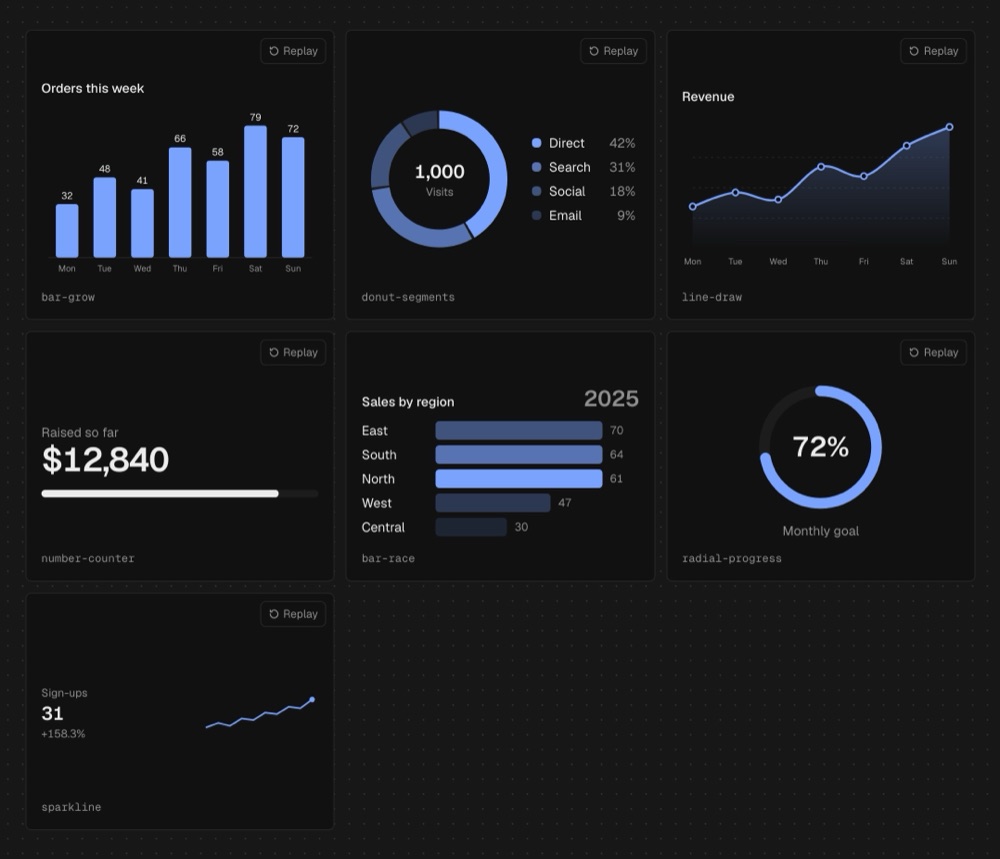 Replay
Orders this week
79
72
66
58
48
41
32
Mon Tue Wed Thu Fri Sat Sun
bar-grow
Replay
1,000
Visits
Direct 42%
Search 31%
Social 18%
Email 9%
donut-segments
Replay
Revenue
Mon Tue Wed Thu Fri Sat Sun
line-draw
Replay
Raised so far
$12,840
number-counter
Sales by region 2025
East 70
South 64
North 61
West 47
Central 30
bar-race
Replay
72%
Monthly goal
radial-progress
Replay
Sign-ups
31
+158.3%
sparkline